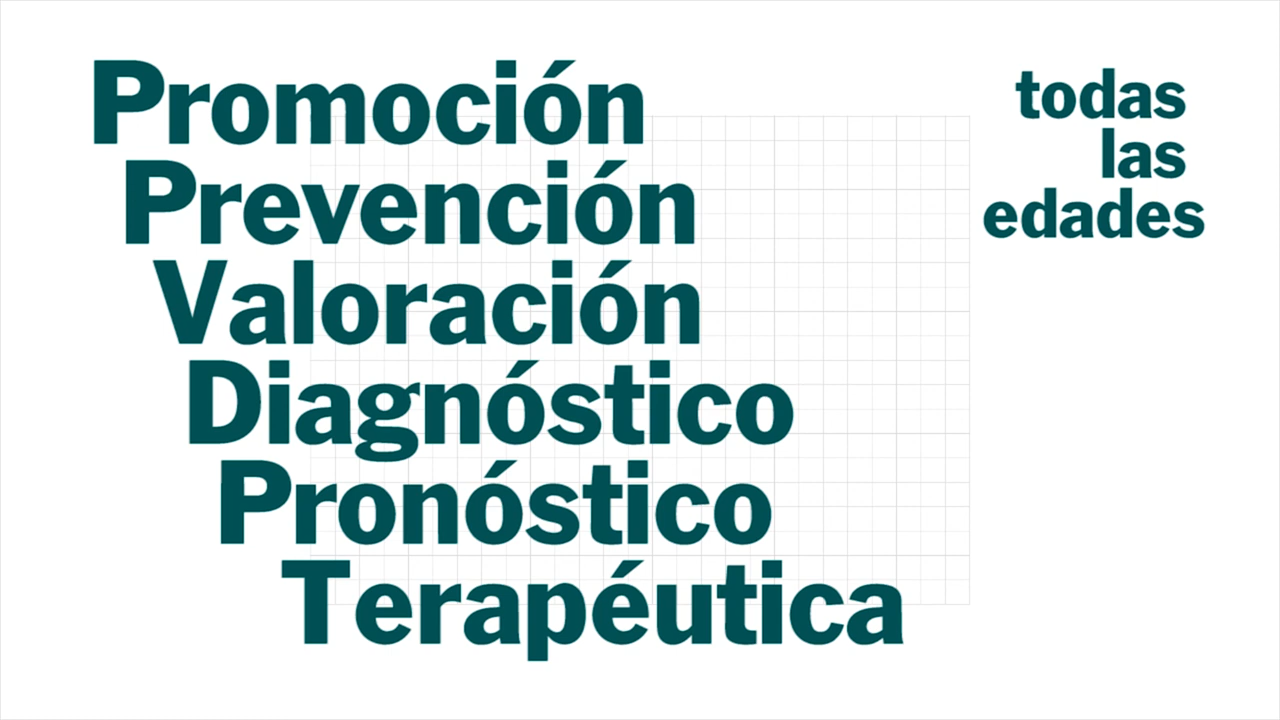 Promoción
Prevención
Valoración
Diagnóstico
Pronóstico
Terapéutica
todas
las
edades